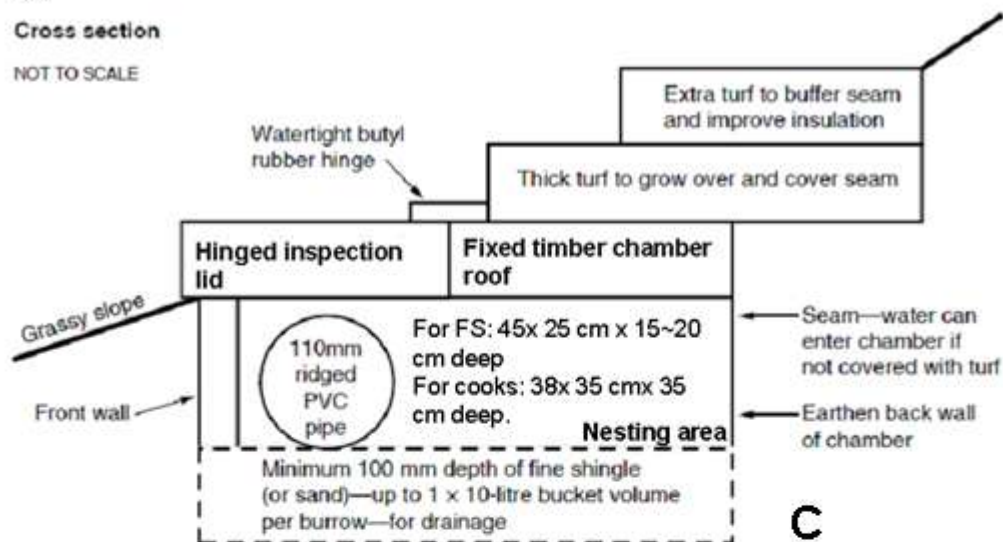 Cross section
NOT TO SCALE
Extra turf to buffer seam
and improve insulation
Watertight butyl
rubber hinge
Thick turf to grow over and cover seam
Hinged inspection
lid
Fixed timber chamber
roof
Grassy slope
110mm
ridged
PVC
pipe
For FS: 45x 25 cm x 15~20
cm deep
For cooks: 38x 35 cmx 35
cm deep.
Nesting area
Seam—water can
enter chamber if
not covered with turf
Front wall
Earthen back wall
of chamber
Minimum 100 mm depth of fine shingle
(or sand)—up to 1 × 10-litre bucket volume
per burrow—for drainage
C